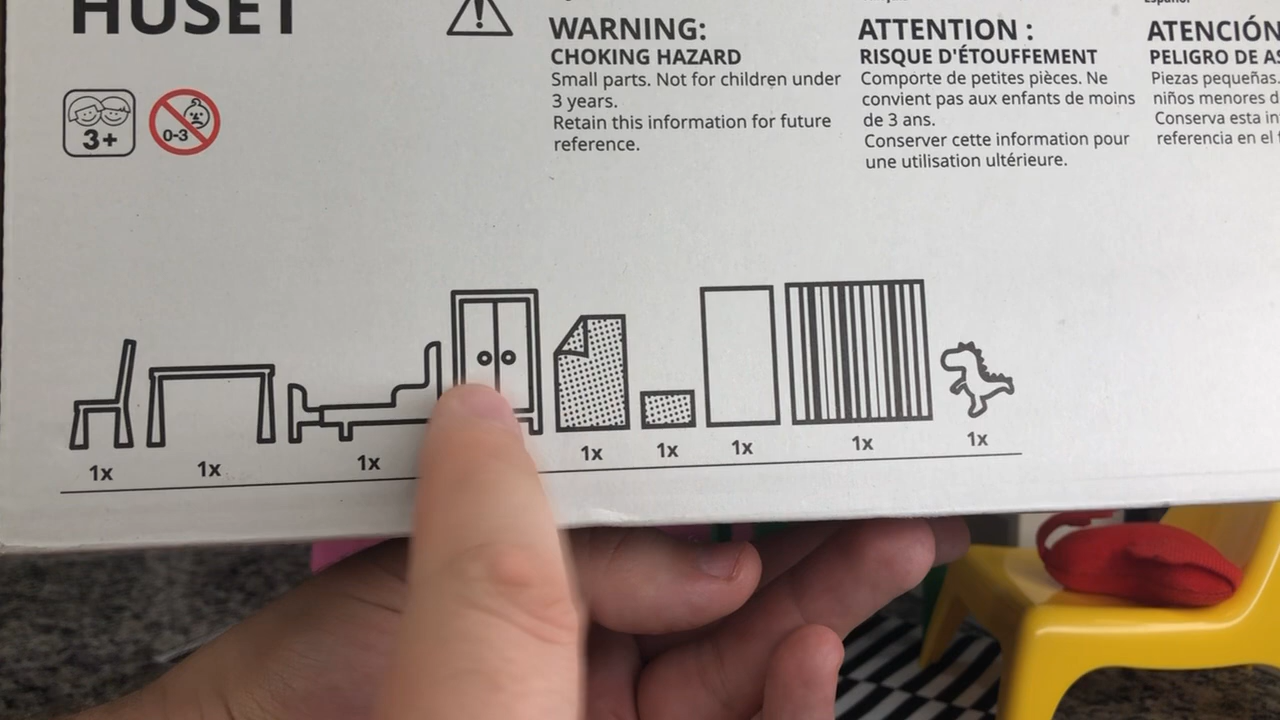 HUSET
WARNING:
CHOKING HAZARD
Small parts. Not for children under
3 years.
Retain this information for future
reference.
ATTENTION :
RISQUE D'ÉTOUFFEMENT
Comporte de petites pièces. Ne
convient pas aux enfants de moins
de 3 ans.
Conserver cette information pour
une utilisation ultérieure.
Español
ATENCIÓN
PELIGRO DE AS
Piezas pequeñas.
niños menores d
Conserva esta in
referencia en el
3+
0-3
1x
1x
1x
1x
1x
1x
1x
1x